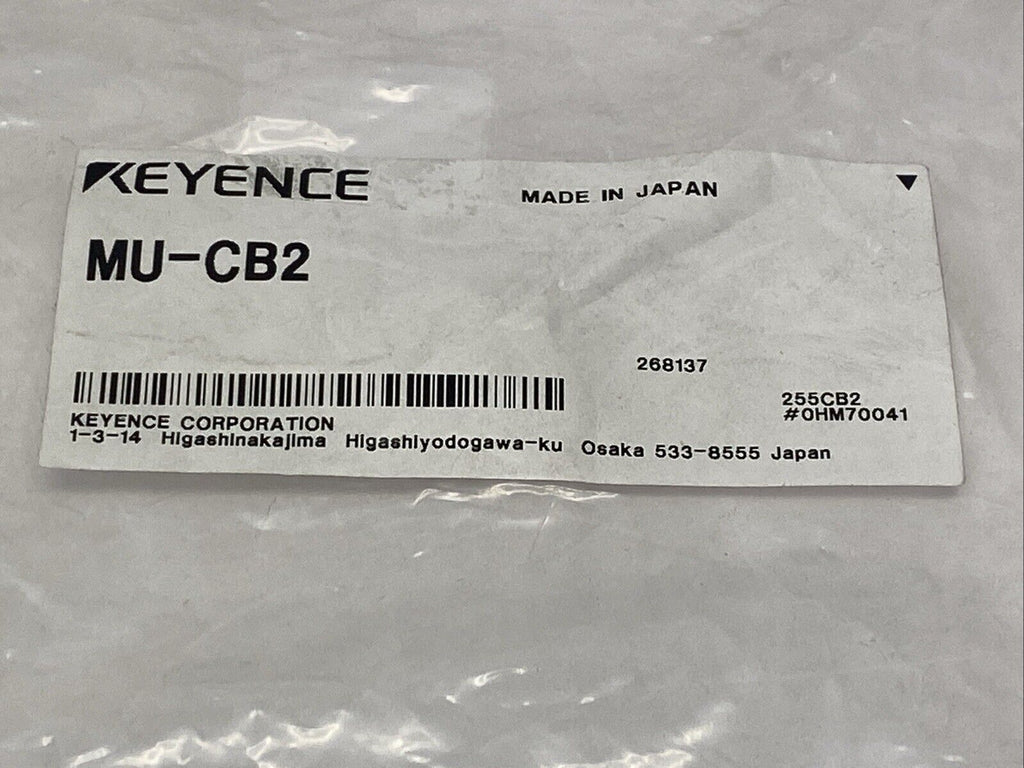 KEYENCE
MADE IN JAPAN
MU-CB2
268137
255CB2
#0HM70041
KEYENCE CORPORATION
1-3-14 Higashinakajima Higashiyodogawa-ku Osaka 533-8555 Japan